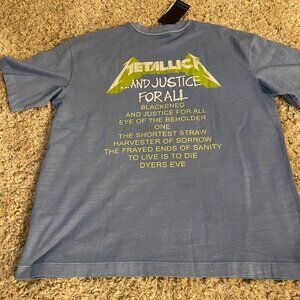 METALLICA
...AND JUSTICE
FOR ALL
BLACKENED
AND JUSTICE FOR ALL
EYE OF THE BEHOLDER
ONE
THE SHORTEST STRAW
HARVESTER OF SORROW
THE FRAYED ENDS OF SANITY
TO LIVE IS TO DIE
DYERS EVE